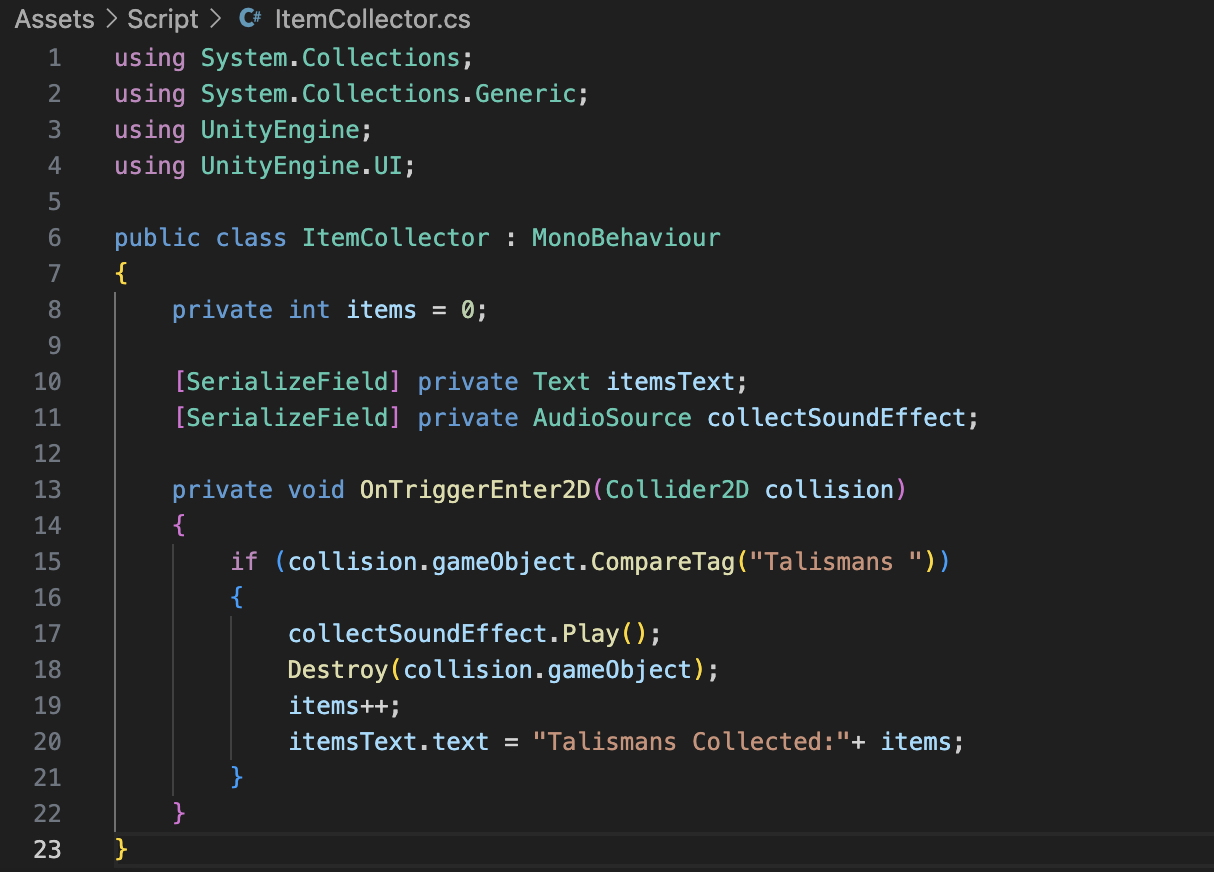 Assets > Script > C# ItemCollector.cs
1 using System.Collections;
2 using System.Collections.Generic;
3 using UnityEngine;
4 using UnityEngine.UI;
5
6 public class ItemCollector : MonoBehaviour
7 {
8     private int items = 0;
9
10     [SerializeField] private Text itemsText;
11     [SerializeField] private AudioSource collectSoundEffect;
12
13     private void OnTriggerEnter2D(Collider2D collision)
14     {
15         if (collision.gameObject.CompareTag("Talismans "))
16         {
17             collectSoundEffect.Play();
18             Destroy(collision.gameObject);
19             items++;
20             itemsText.text = "Talismans Collected:"+ items;
21         }
22     }
23 }